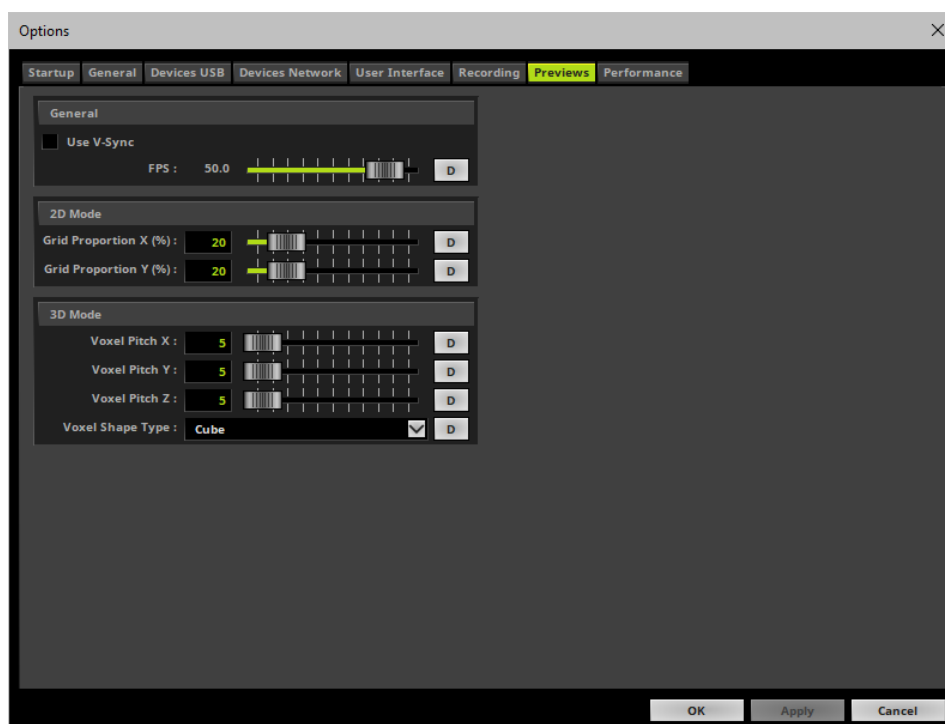 Options
Startup General Devices USB Devices Network User Interface Recording Previews Performance
General
Use V-Sync
FPS : 50.0 D
2D Mode
Grid Proportion X (%) : 20 D
Grid Proportion Y (%) : 20 D
3D Mode
Voxel Pitch X : 5 D
Voxel Pitch Y : 5 D
Voxel Pitch Z : 5 D
Voxel Shape Type : Cube D
OK Apply Cancel